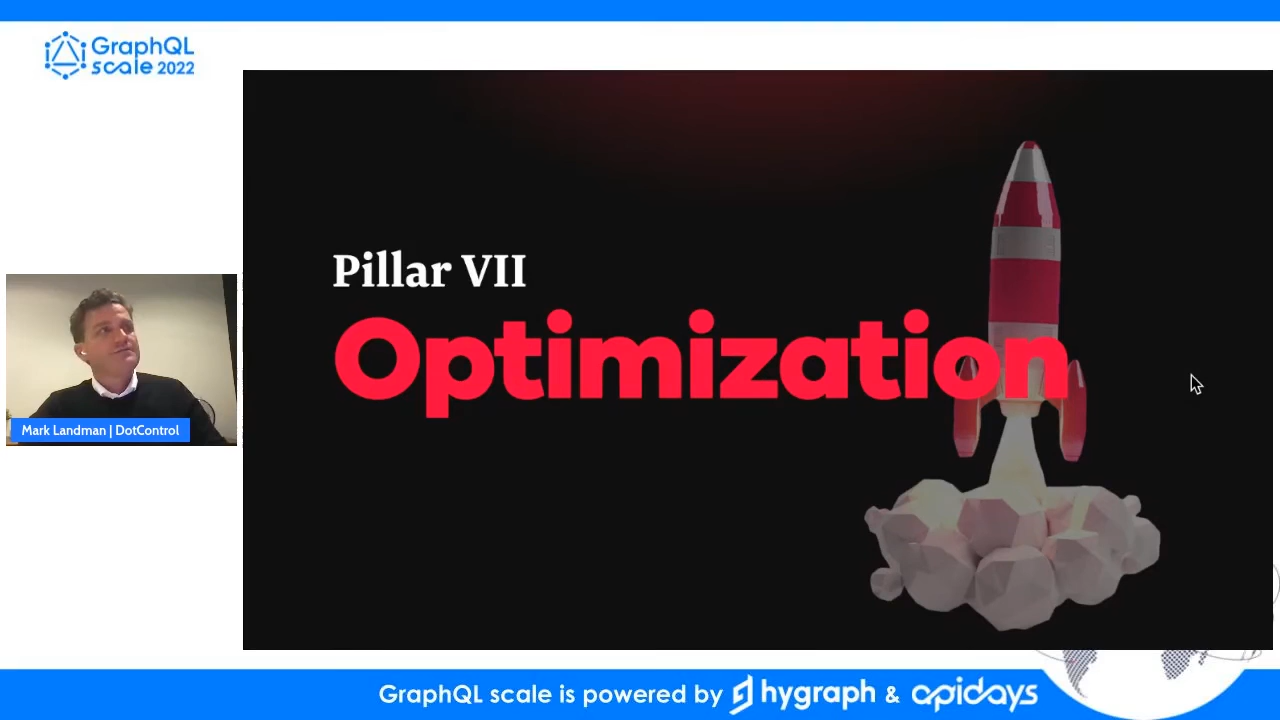 GraphQL
scale 2022
Pillar VII
Optimization
Mark Landman | DotControl
GraphQL scale is powered by hygraph & apidays